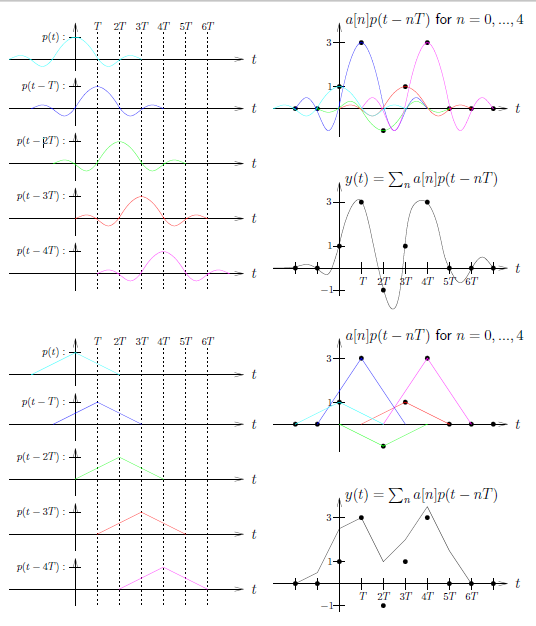 T 2T 3T 4T 5T 6T
p(t) :
t
p(t − T) :
t
p(t − 2T) :
t
p(t − 3T) :
t
p(t − 4T) :
t
a[n]p(t − nT) for n = 0, ..., 4
3
1
t
y(t) = ∑n a[n]p(t − nT)
3
1
t
T 2T 3T 4T 5T 6T
−1
T 2T 3T 4T 5T 6T
p(t) :
t
p(t − T) :
t
p(t − 2T) :
t
p(t − 3T) :
t
p(t − 4T) :
t
a[n]p(t − nT) for n = 0, ..., 4
3
1
t
y(t) = ∑n a[n]p(t − nT)
3
1
t
T 2T 3T 4T 5T 6T
−1